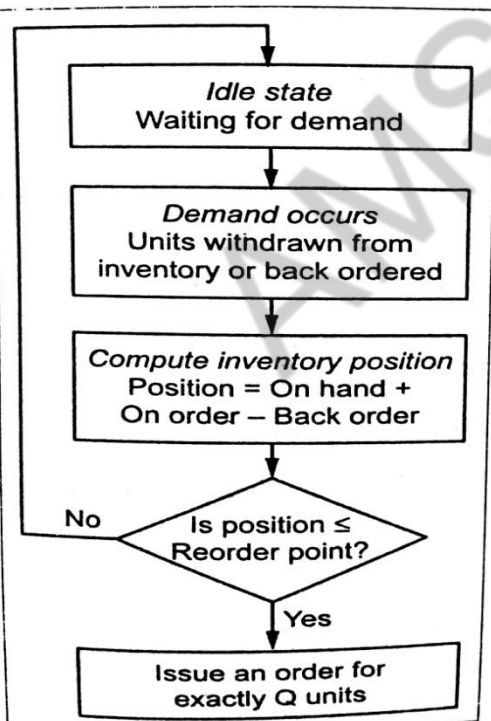 Idle state
Waiting for demand
Demand occurs
Units withdrawn from
inventory or back ordered
Compute inventory position
Position = On hand +
On order – Back order
No
Is position ≤
Reorder point?
Yes
Issue an order for
exactly Q units
AMS